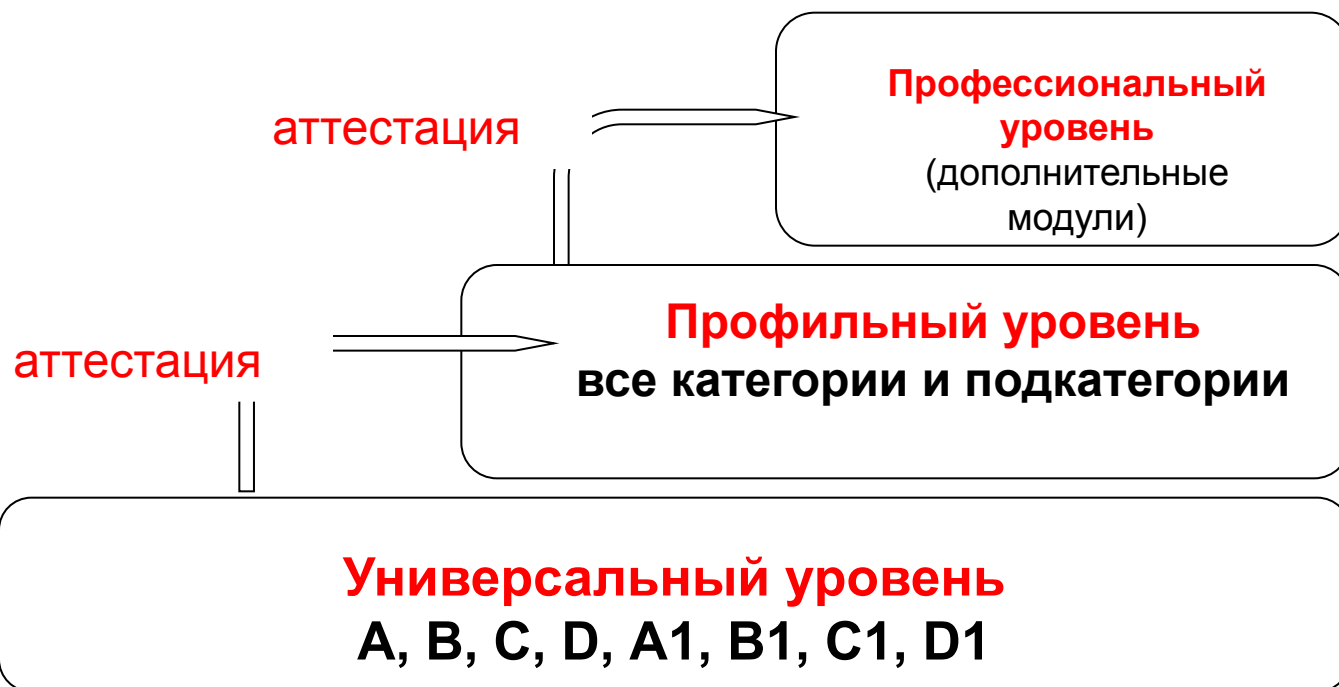 Профессиональный
уровень
(дополнительные
модули)
аттестация
Профильный уровень
все категории и подкатегории
аттестация
Универсальный уровень
A, B, C, D, A1, B1, C1, D1